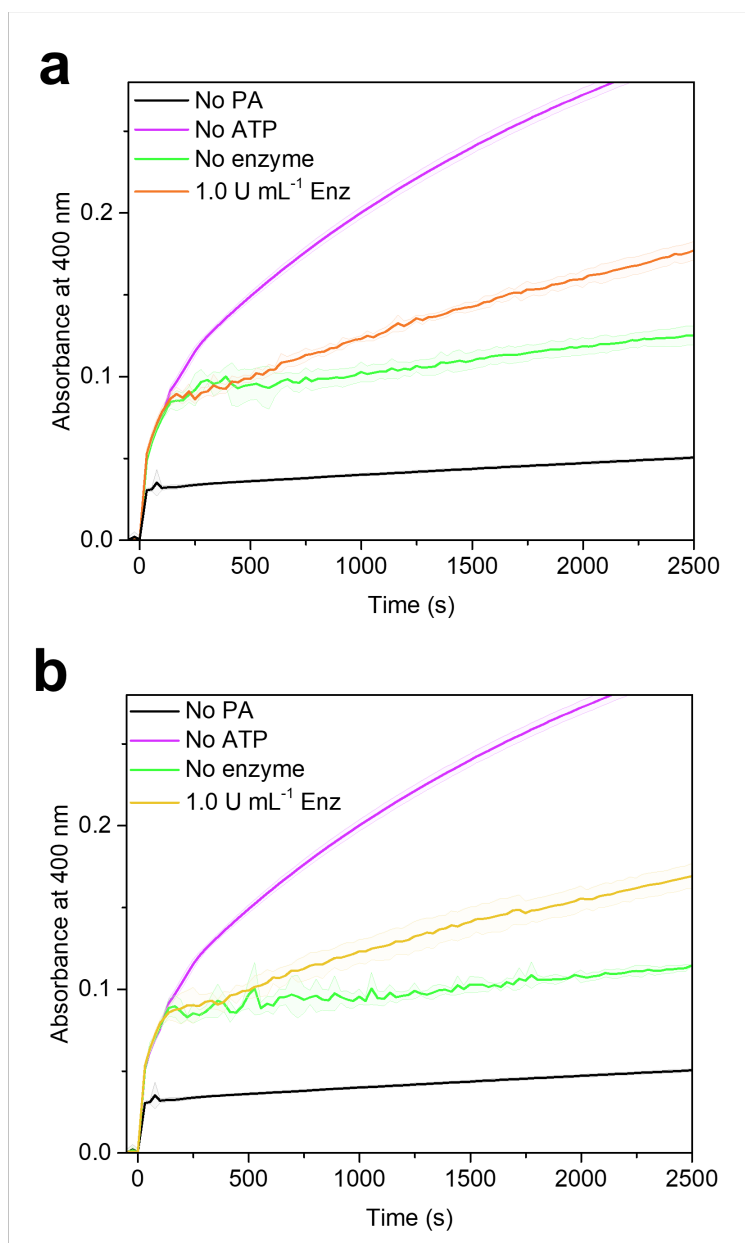 a
No PA
No ATP
No enzyme
1.0 U mL⁻¹ Enz
Absorbance at 400 nm
0.2
0.1
0.0
0 500 1000 1500 2000 2500
Time (s)
b
No PA
No ATP
No enzyme
1.0 U mL⁻¹ Enz
Absorbance at 400 nm
0.2
0.1
0.0
0 500 1000 1500 2000 2500
Time (s)